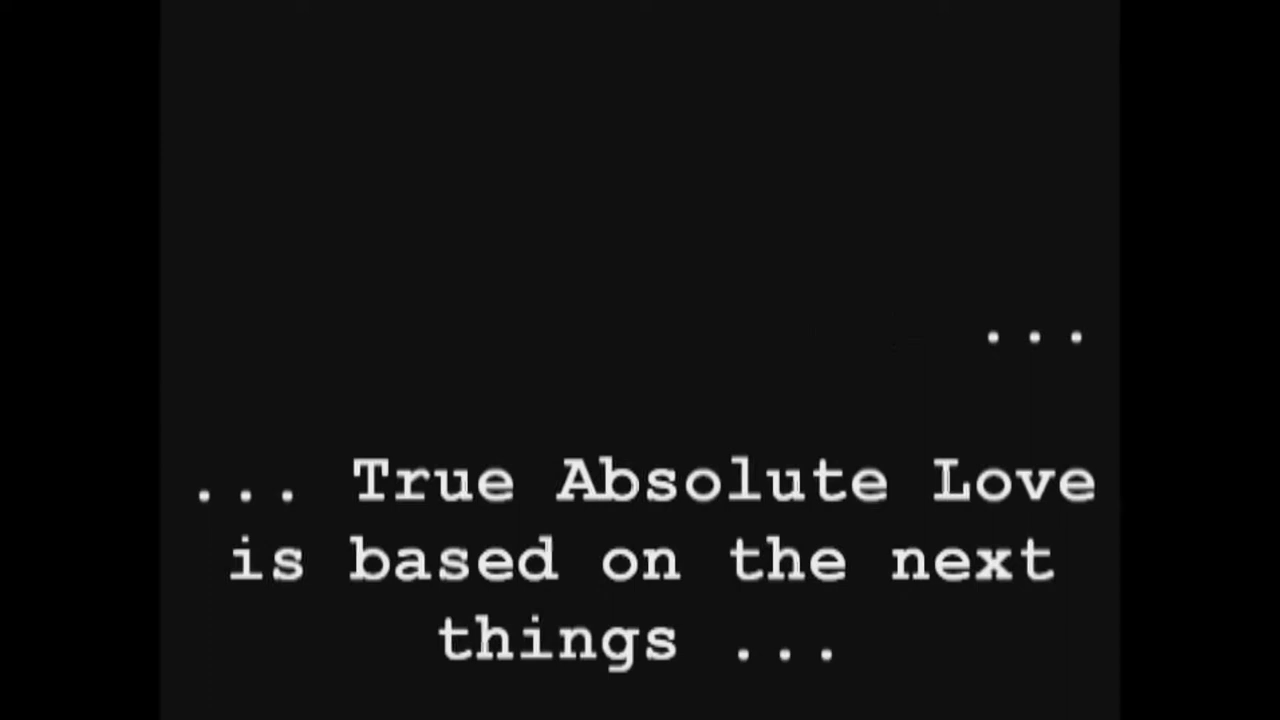 ...
... True Absolute Love
is based on the next
things ...